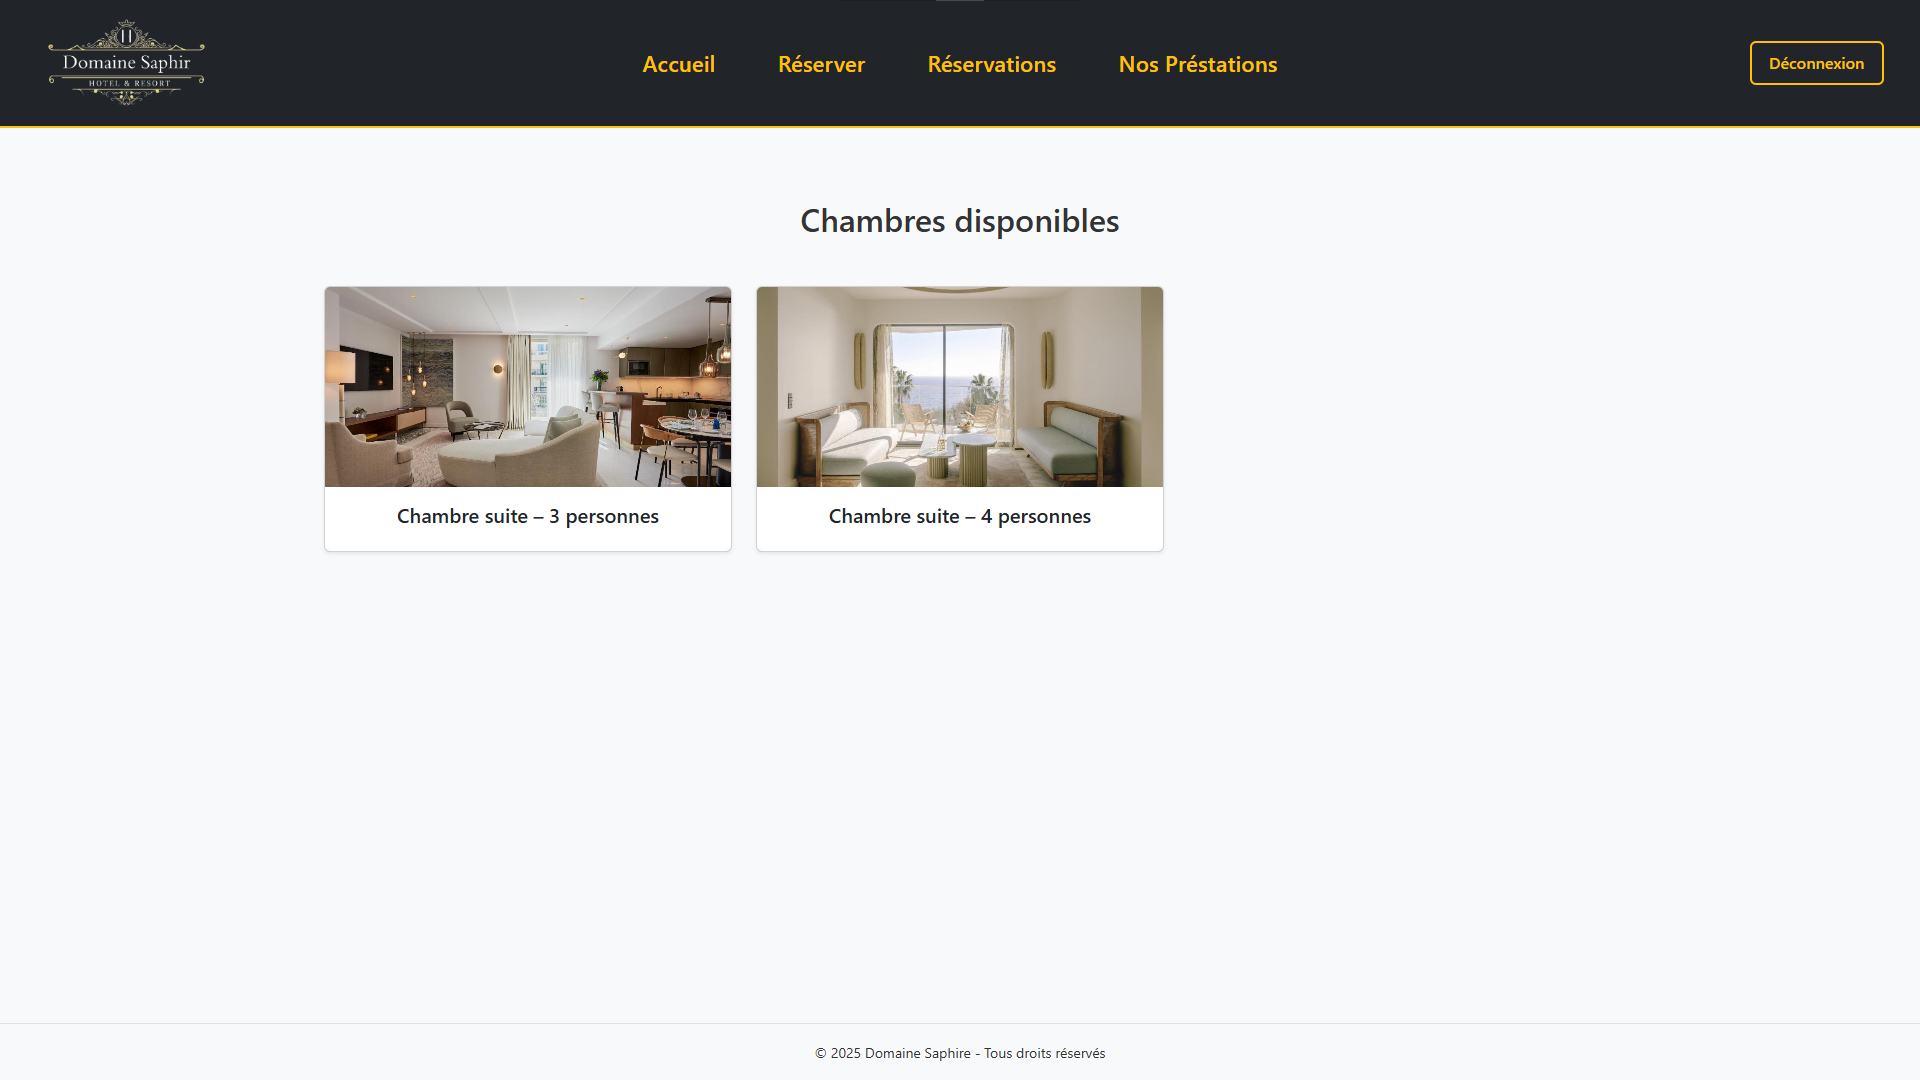 Domaine Saphir
HOTEL & RESORT
Accueil
Réserver
Réservations
Nos Préstations
Déconnexion
Chambres disponibles
Chambre suite – 3 personnes
Chambre suite – 4 personnes
© 2025 Domaine Saphire - Tous droits réservés